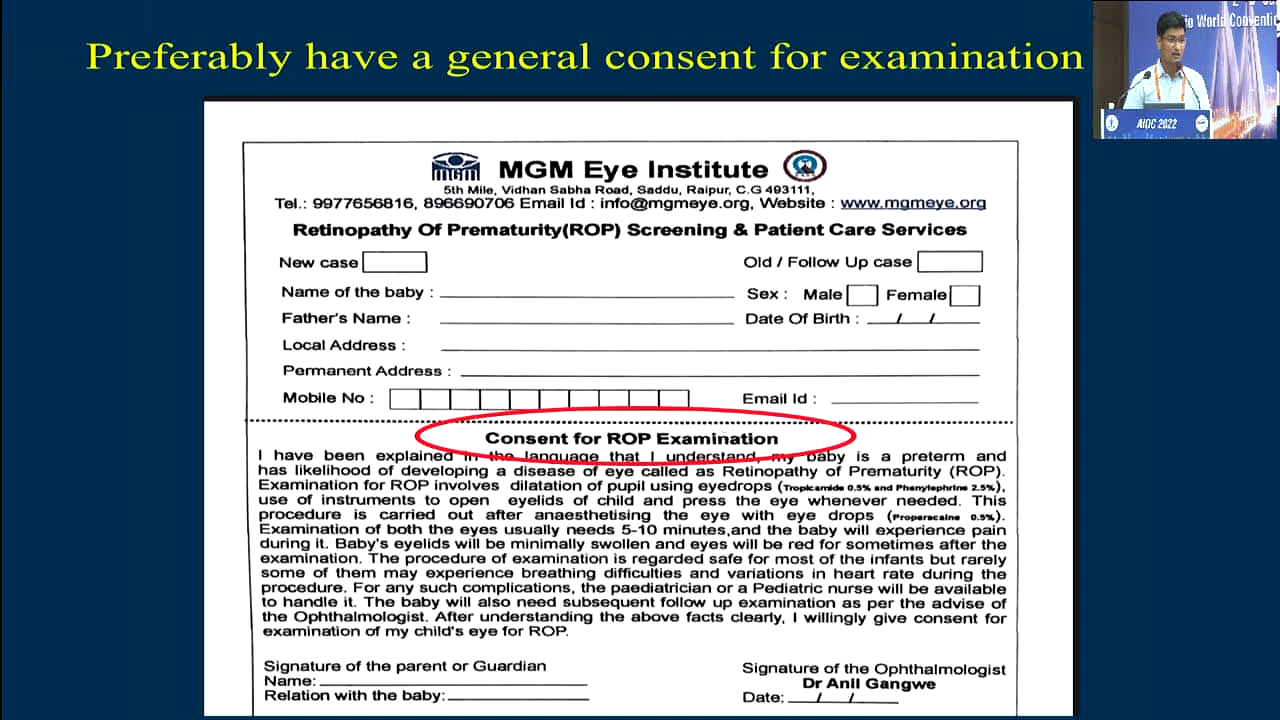 Preferably have a general consent for examination
io World Conventi
AIOC 2022
MGM Eye Institute
5th Mile, Vidhan Sabha Road, Saddu, Raipur, C.G 493111,
Tel.: 9977656816, 896690706 Email Id : info@mgmeye.org, Website : www.mgmeye.org
Retinopathy Of Prematurity(ROP) Screening & Patient Care Services
New case Old / Follow Up case
Name of the baby : Sex : Male Female
Father's Name : Date Of Birth : / /
Local Address :
Permanent Address :
Mobile No : Email Id :
Consent for ROP Examination
I have been explained in the language that I understand, my baby is a preterm and
has likelihood of developing a disease of eye called as Retinopathy of Prematurity (ROP).
Examination for ROP involves dilatation of pupil using eyedrops (Tropicamide 0.5% and Phenylephrine 2.5%),
use of instruments to open eyelids of child and press the eye whenever needed. This
procedure is carried out after anaesthetising the eye with eye drops (Proparacaine 0.5%).
Examination of both the eyes usually needs 5-10 minutes,and the baby will experience pain
during it. Baby's eyelids will be minimally swollen and eyes will be red for sometimes after the
examination. The procedure of examination is regarded safe for most of the infants but rarely
some of them may experience breathing difficulties and variations in heart rate during the
procedure. For any such complications, the paediatrician or a Pediatric nurse will be available
to handle it. The baby will also need subsequent follow up examination as per the advise of
the Ophthalmologist. After understanding the above facts clearly, I willingly give consent for
examination of my child's eye for ROP.
Signature of the parent or Guardian Signature of the Ophthalmologist
Name: Dr Anil Gangwe
Relation with the baby: Date: / /